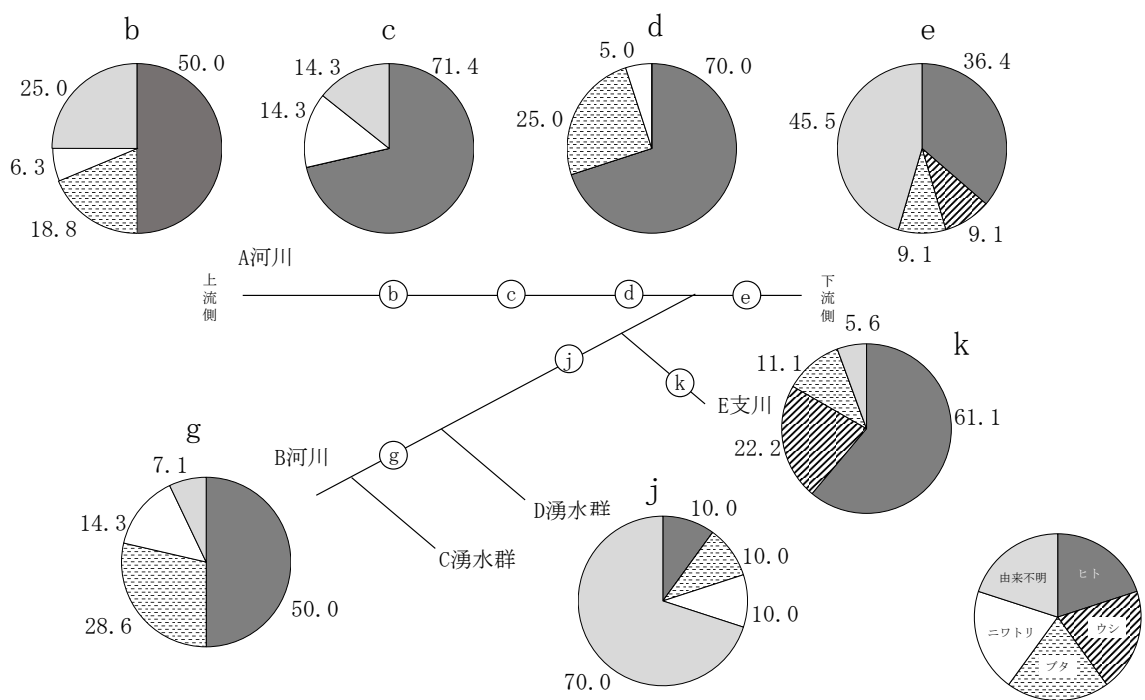 b
50.0
25.0
6.3
18.8
c
14.3
71.4
14.3
d
5.0
70.0
25.0
e
36.4
45.5
9.1
9.1
A河川
上流側
b
c
d
e
下流側
j
k
g
E支川
B河川
D湧水群
C湧水群
k
5.6
11.1
61.1
22.2
g
7.1
14.3
50.0
28.6
j
10.0
10.0
10.0
70.0
由来不明
ヒト
ニワトリ
ウシ
ブタ